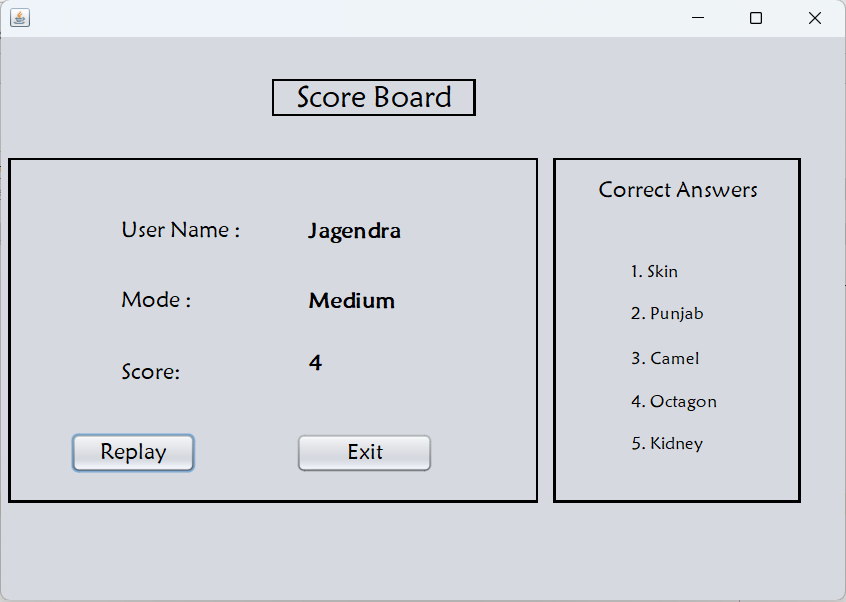 Score Board
User Name : Jagendra
Mode : Medium
Score: 4
Replay Exit
Correct Answers
1. Skin
2. Punjab
3. Camel
4. Octagon
5. Kidney